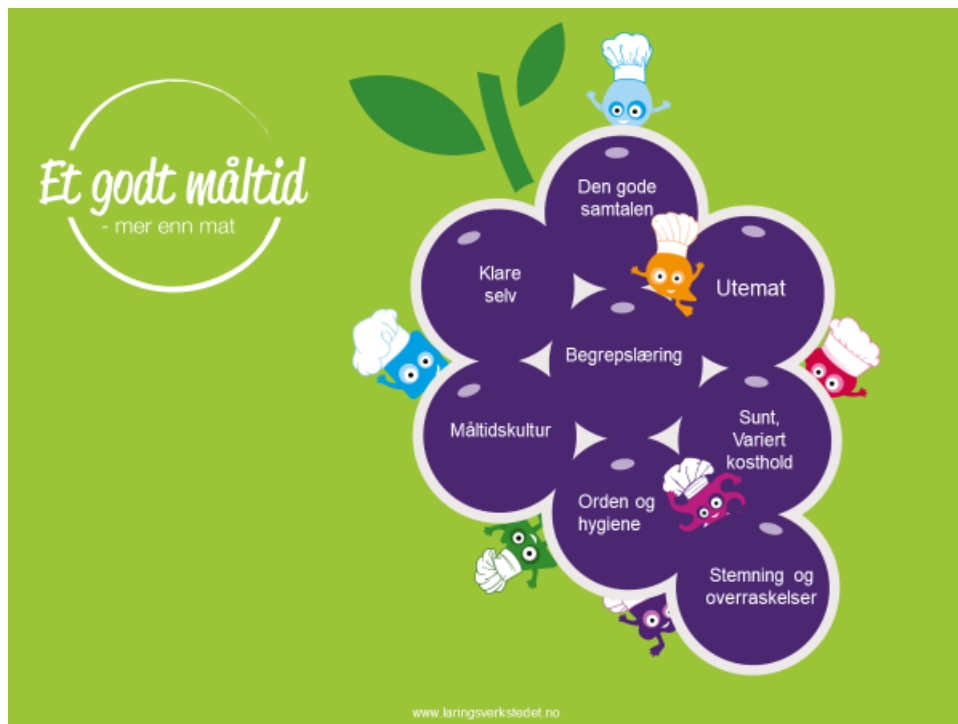 Et godt måltid
- mer enn mat
Den gode
samtalen
Klare
selv
Utemat
Begrepslæring
Måltidskultur
Sunt,
Variert
kosthold
Orden og
hygiene
Stemning og
overraskelser
www.laringsverkstedet.no